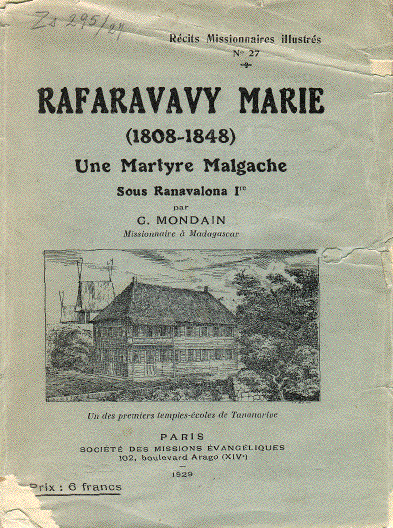 Zs 295/27
Récits Missionnaires illustrés
Nº 27
RAFARAVAVY MARIE
(1808-1848)
Une Martyre Malgache
Sous Ranavalona Iʳᵉ
par
G. MONDAIN
Missionnaire à Madagascar
Un des premiers temples-écoles de Tananarive
PARIS
SOCIÉTÉ DES MISSIONS ÉVANGÉLIQUES
102, boulevard Arago (XIVᵉ)
1929
Prix : 6 francs